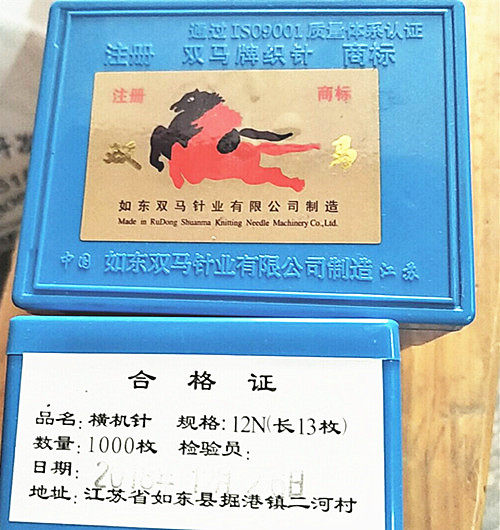 通过ISO9001质量体系认证
注册 双马牌织针 商标
注册 商标
双 马
如东双马针业有限公司制造
Made in RuDong Shuanma Knitting Needle Machinery Co.,Ltd.
中国 如东双马针业有限公司制造 江苏
合格证
品名:横机针 规格:12N(长13枚)
数量:1000枚 检验员:
日期:
地址:江苏省如东县掘港镇二河村